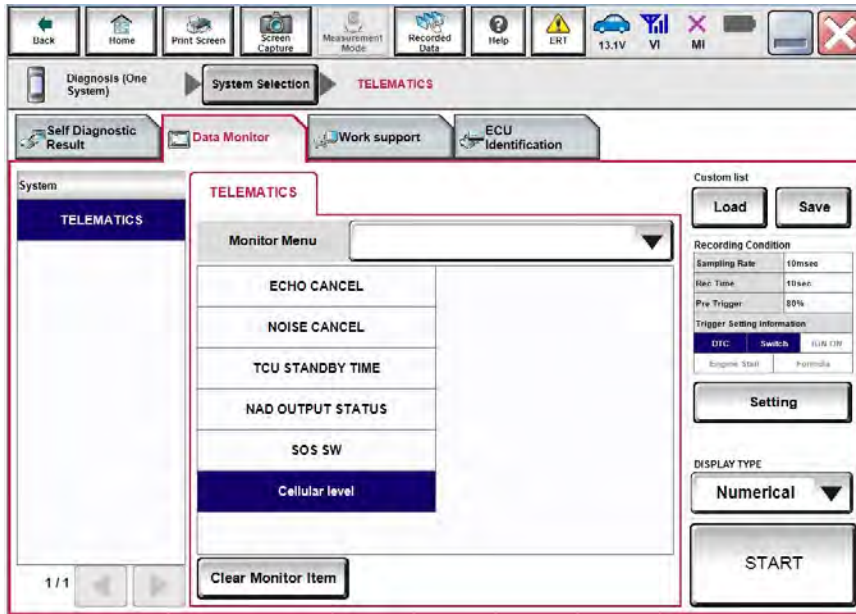 Back
Home
Print Screen
Screen
Capture
Measurement
Mode
Recorded
Data
Help
ERT
13.1V
VI
MI
Diagnosis (One
System)
System Selection
TELEMATICS
Self Diagnostic
Result
Data Monitor
Work support
ECU
Identification
System
TELEMATICS
1/1
TELEMATICS
Monitor Menu
ECHO CANCEL
NOISE CANCEL
TCU STANDBY TIME
NAD OUTPUT STATUS
SOS SW
Cellular level
Clear Monitor Item
Custom list
Load
Save
Recording Condition
Sampling Rate 10msec
Rec Time 10sec
Pre Trigger 80%
Trigger Setting Information
DTC Switch IGN ON
Engine Stall Formula
Setting
DISPLAY TYPE
Numerical
START